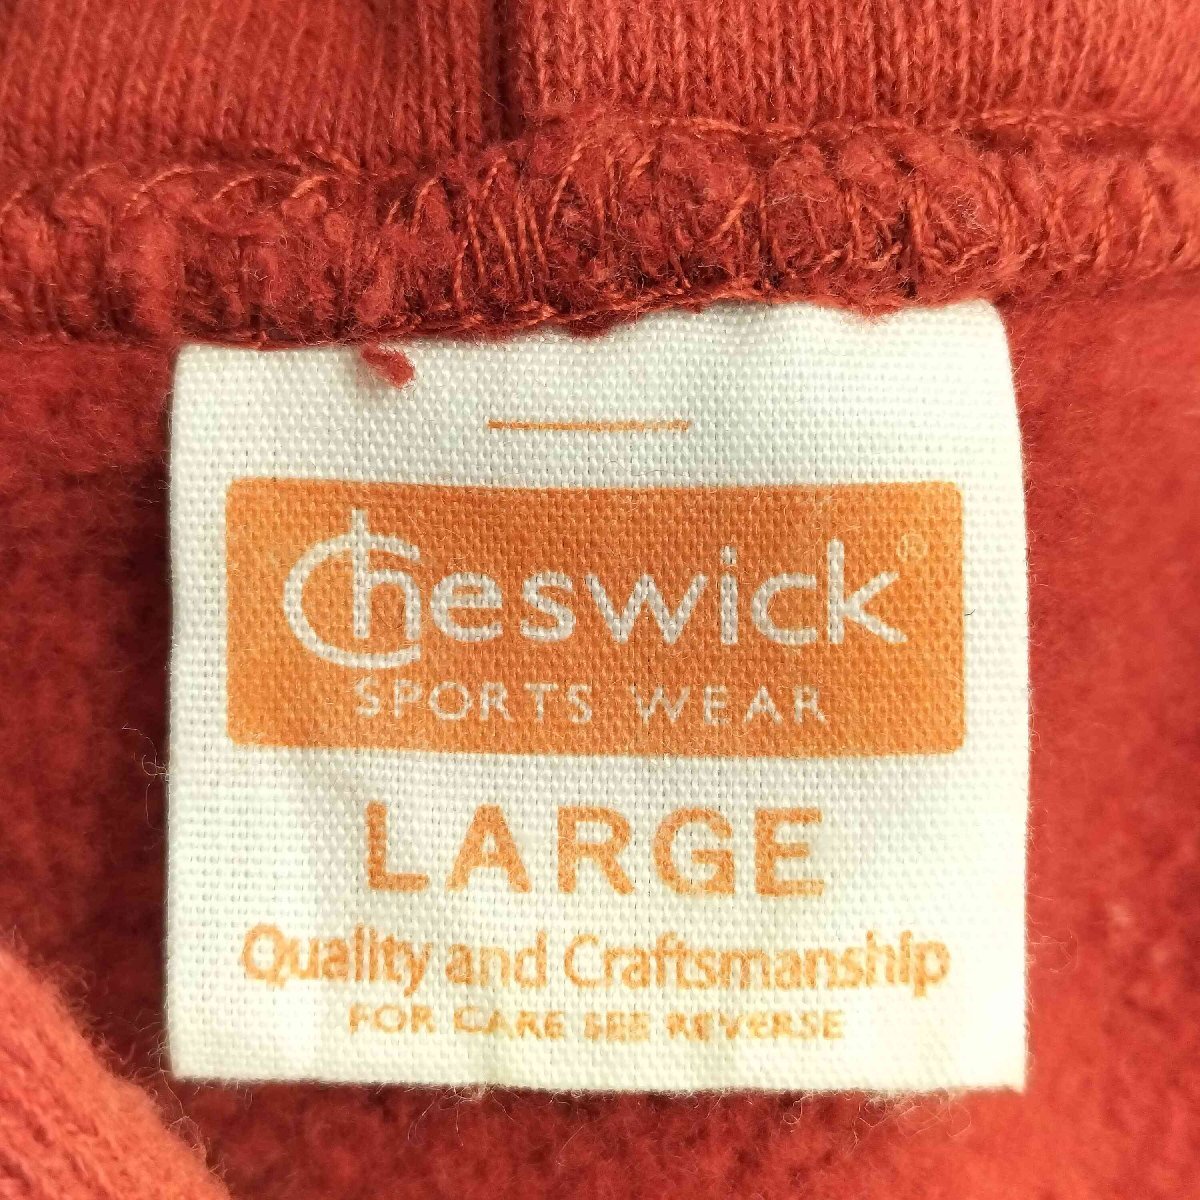 Cheswick®
SPORTS WEAR
LARGE
Quality and Craftsmanship
FOR CARE SEE REVERSE